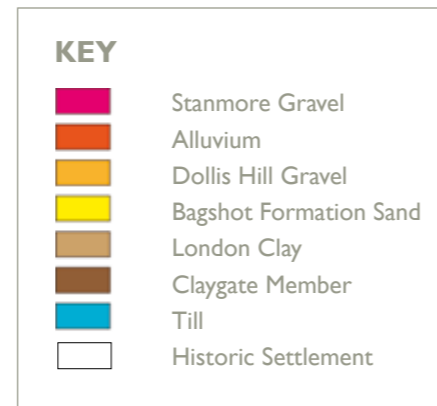 KEY
Stanmore Gravel
Alluvium
Dollis Hill Gravel
Bagshot Formation Sand
London Clay
Claygate Member
Till
Historic Settlement